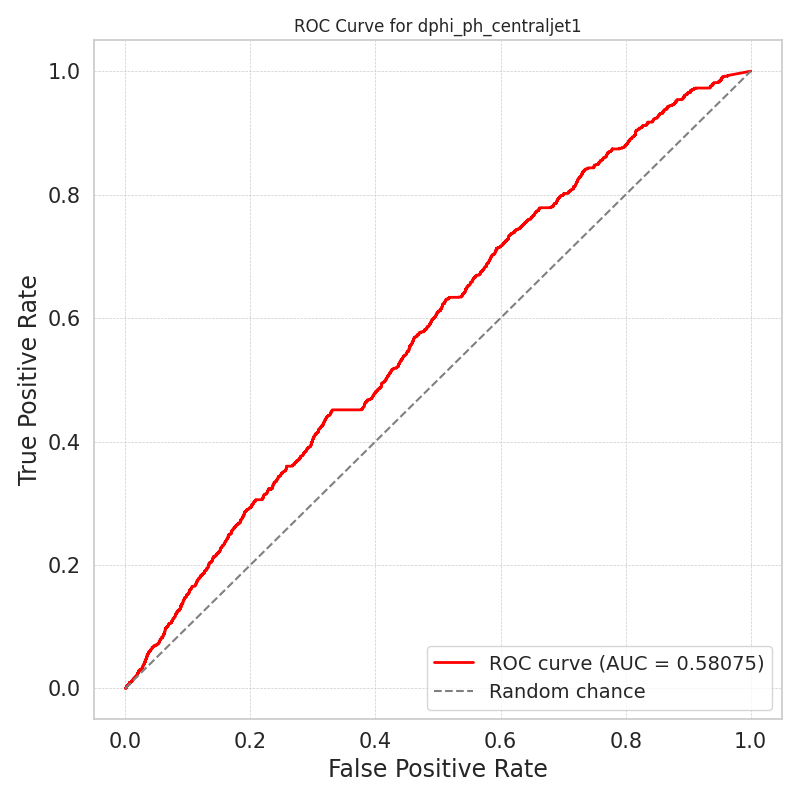 ROC Curve for dphi_ph_centraljet1
1.0
0.8
0.6
0.4
0.2
0.0
True Positive Rate
ROC curve (AUC = 0.58075)
Random chance
0.0 0.2 0.4 0.6 0.8 1.0
False Positive Rate